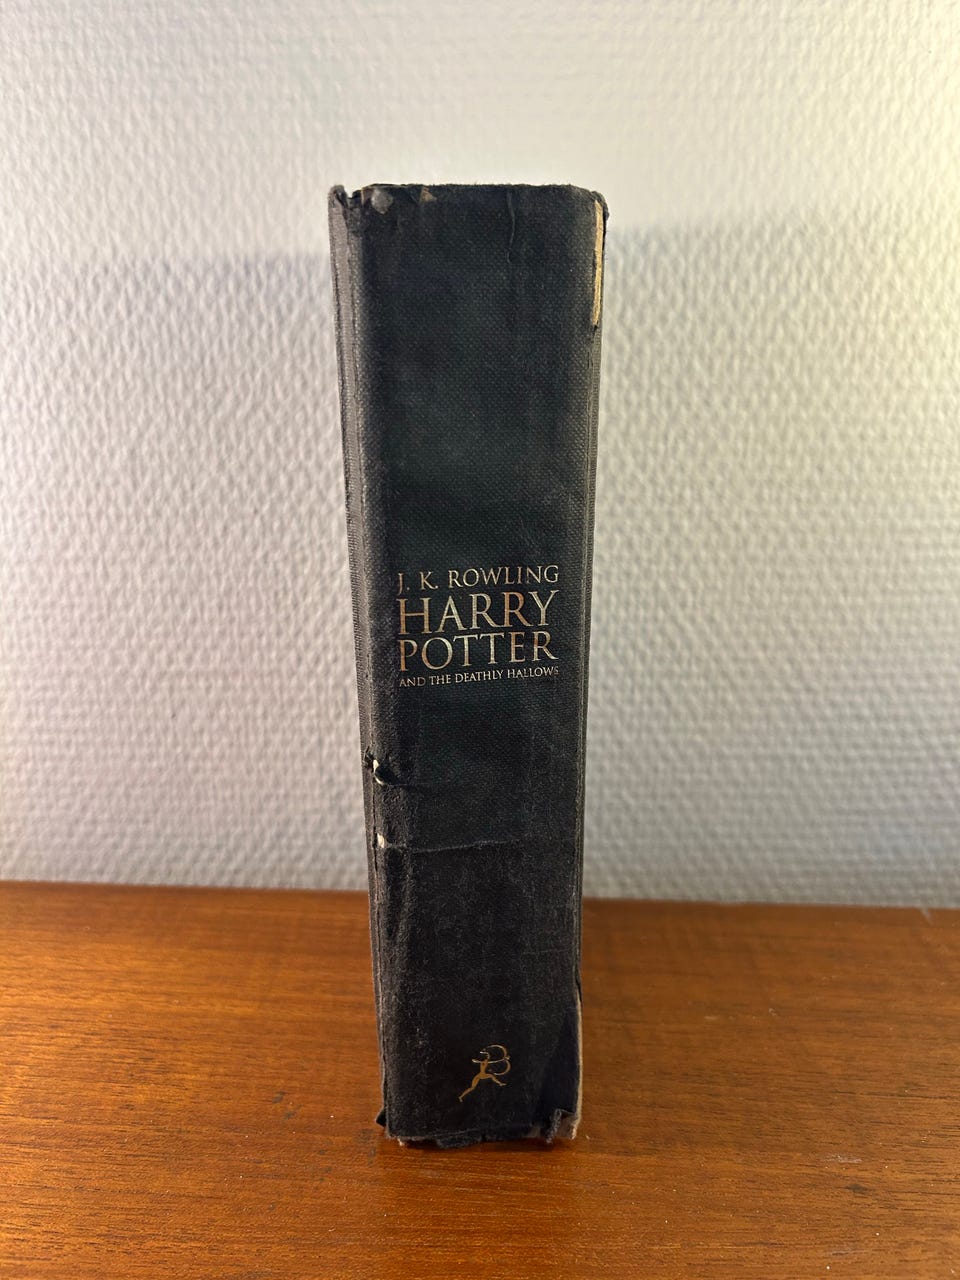 J. K. ROWLING
HARRY
POTTER
AND THE DEATHLY HALLOWS